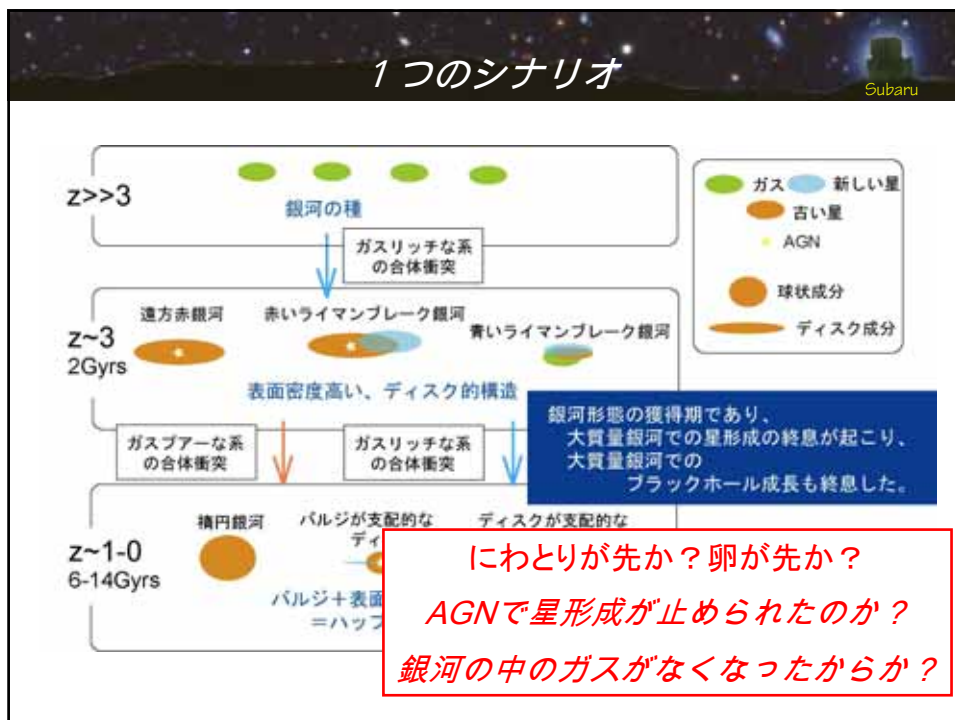 1つのシナリオ
Subaru
z>>3
銀河の種
ガスリッチな系
の合体衝突
ガス
新しい星
古い星
AGN
球状成分
ディスク成分
z~3
2Gyrs
遠方赤銀河
赤いライマンブレーク銀河
青いライマンブレーク銀河
表面密度高い、ディスク的構造
ガスプアーな系
の合体衝突
ガスリッチな系
の合体衝突
銀河形態の獲得期であり、
大質量銀河での星形成の終息が起こり、
大質量銀河での
ブラックホール成長も終息した。
z~1-0
6-14Gyrs
楕円銀河
バルジが支配的な
ディ
ディスクが支配的な
バルジ+表面
=ハッブ
にわとりが先か?卵が先か?
AGNで星形成が止められたのか?
銀河の中のガスがなくなったからか?